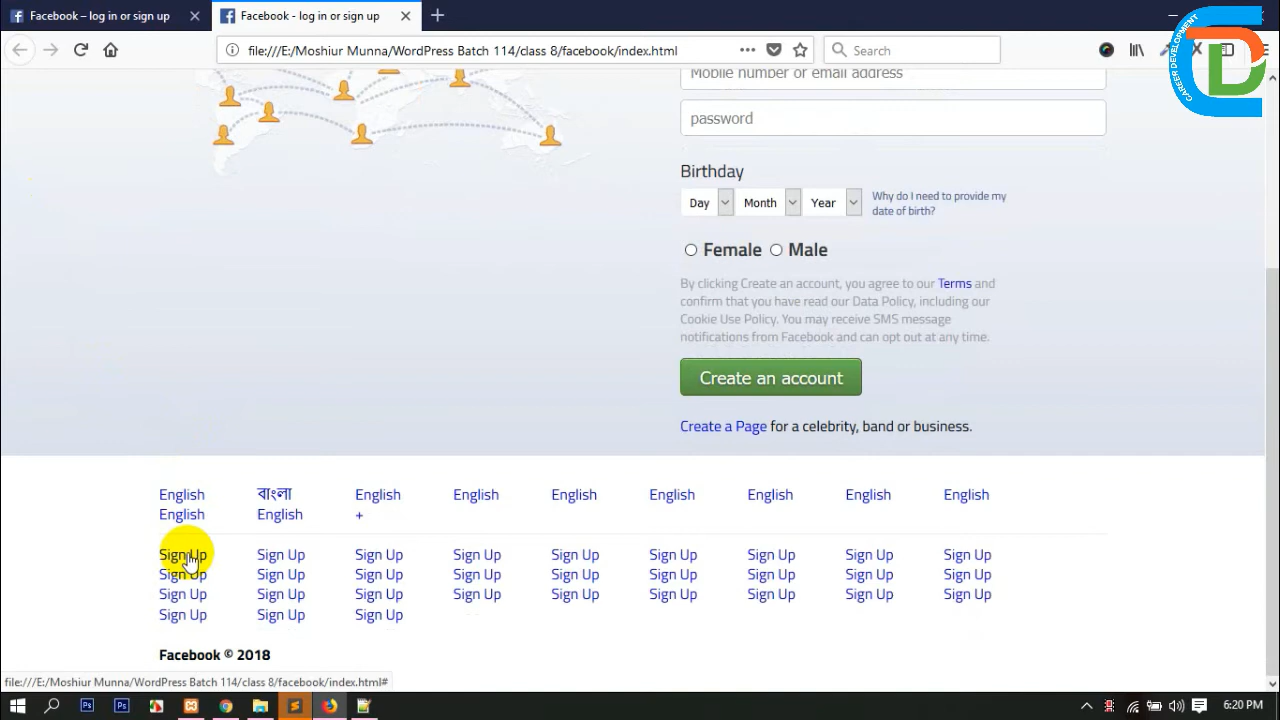 Facebook – log in or sign up
Facebook - log in or sign up
file:///E:/Moshiur Munna/WordPress Batch 114/class 8/facebook/index.html
Search
CAREER DEVELOPMENT
Mobile number or email address
password
Birthday
Day Month Year
Why do I need to provide my
date of birth?
Female Male
By clicking Create an account, you agree to our Terms and
confirm that you have read our Data Policy, including our
Cookie Use Policy. You may receive SMS message
notifications from Facebook and can opt out at any time.
Create an account
Create a Page for a celebrity, band or business.
English বাংলা English English English English English English English
English English +
Sign Up Sign Up Sign Up Sign Up Sign Up Sign Up Sign Up Sign Up Sign Up
Sign Up Sign Up Sign Up Sign Up Sign Up Sign Up Sign Up Sign Up Sign Up
Sign Up Sign Up Sign Up Sign Up Sign Up Sign Up Sign Up Sign Up Sign Up
Sign Up Sign Up Sign Up
Facebook © 2018
file:///E:/Moshiur Munna/WordPress Batch 114/class 8/facebook/index.html#
6:20 PM